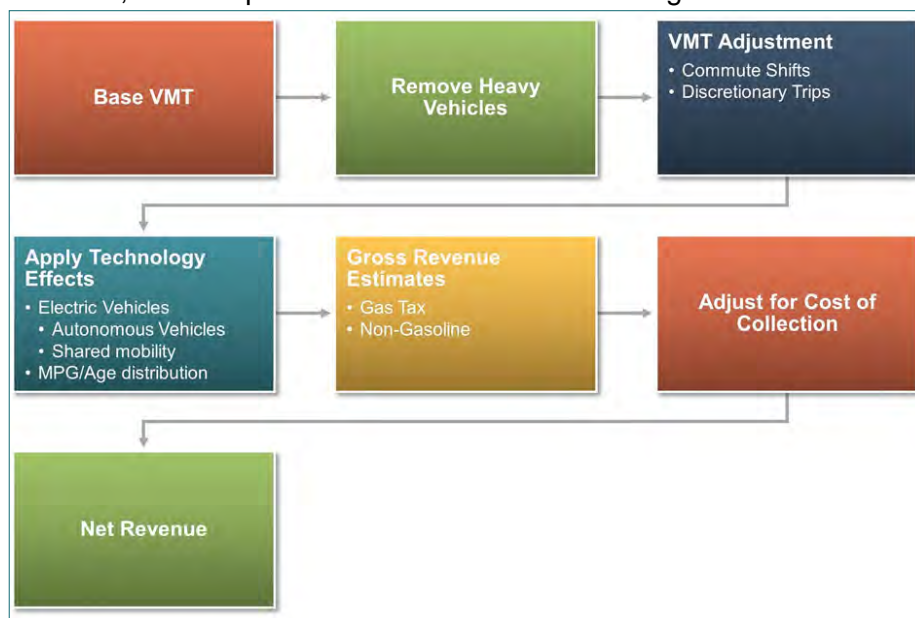 Base VMT
Remove Heavy
Vehicles
VMT Adjustment
• Commute Shifts
• Discretionary Trips
Apply Technology
Effects
• Electric Vehicles
• Autonomous Vehicles
• Shared mobility
• MPG/Age distribution
Gross Revenue
Estimates
• Gas Tax
• Non-Gasoline
Adjust for Cost of
Collection
Net Revenue